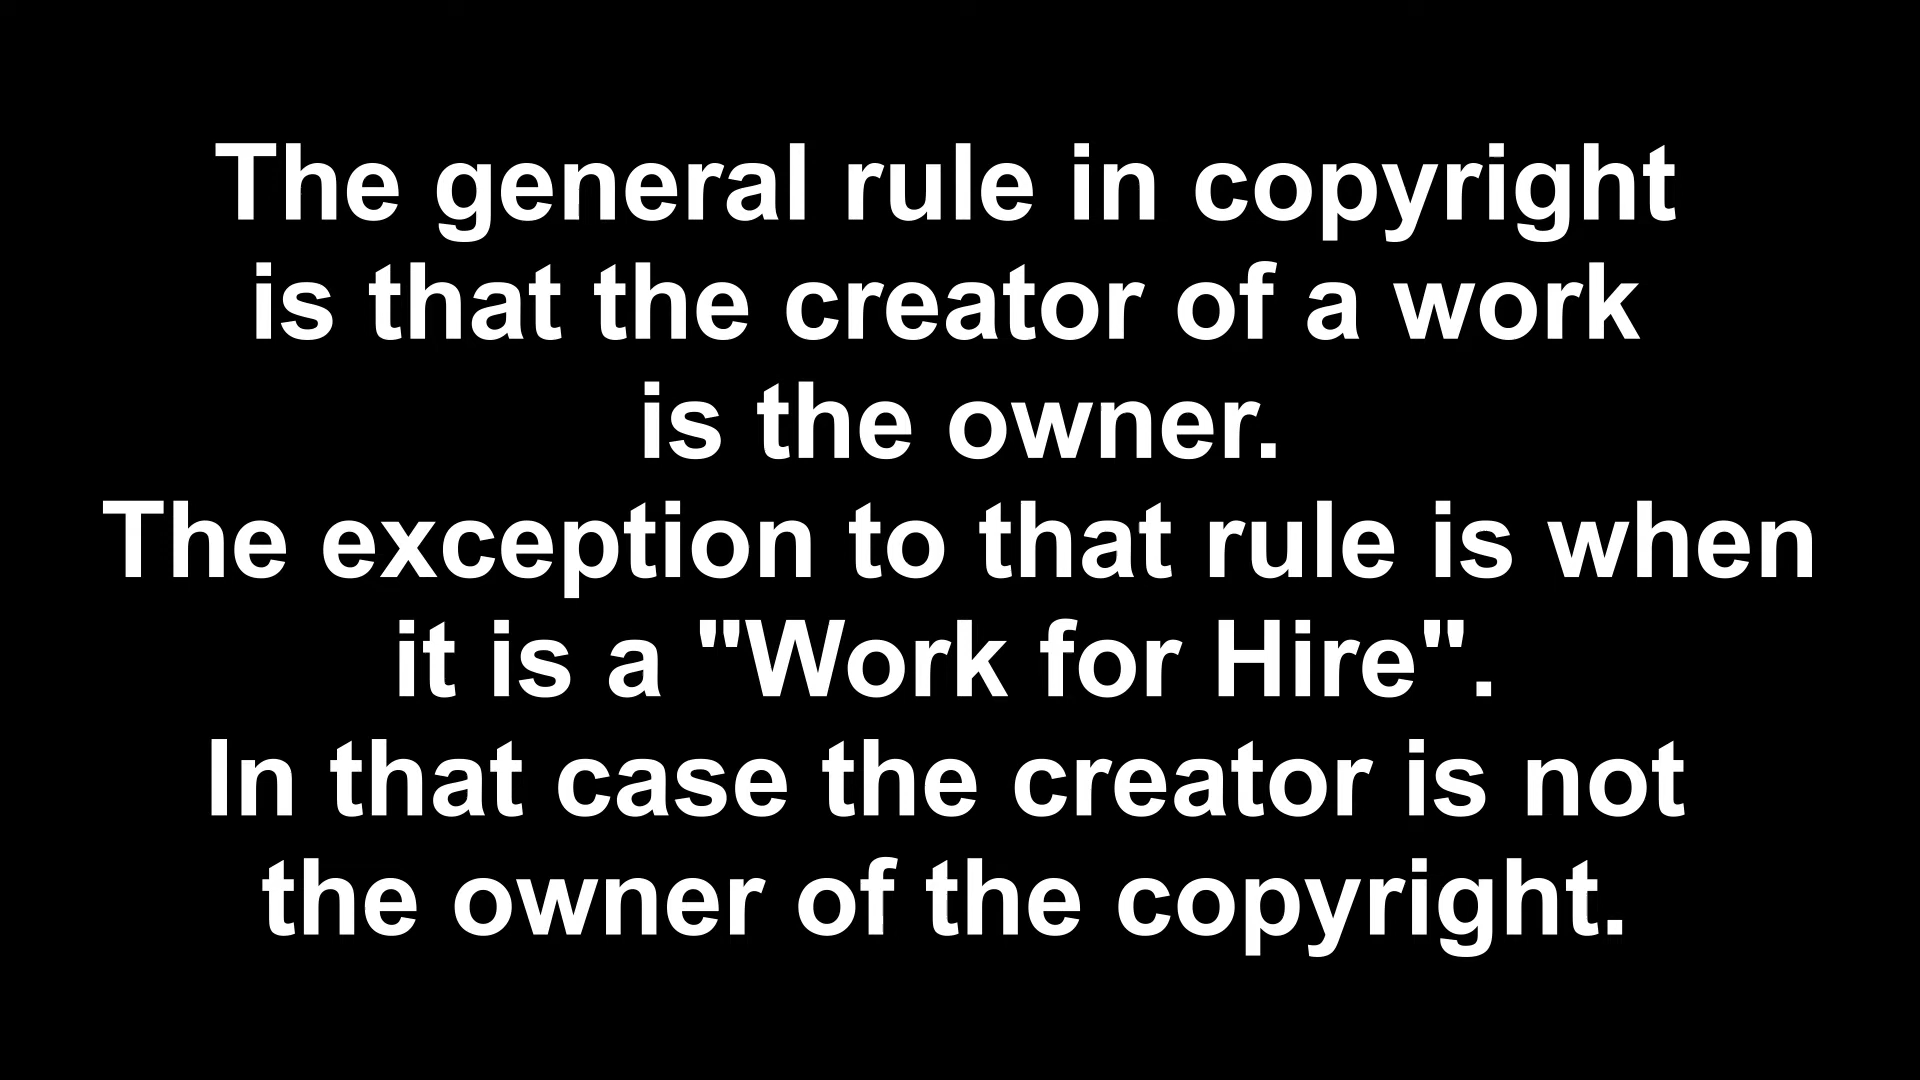 The general rule in copyright
is that the creator of a work
is the owner.
The exception to that rule is when
it is a "Work for Hire".
In that case the creator is not
the owner of the copyright.